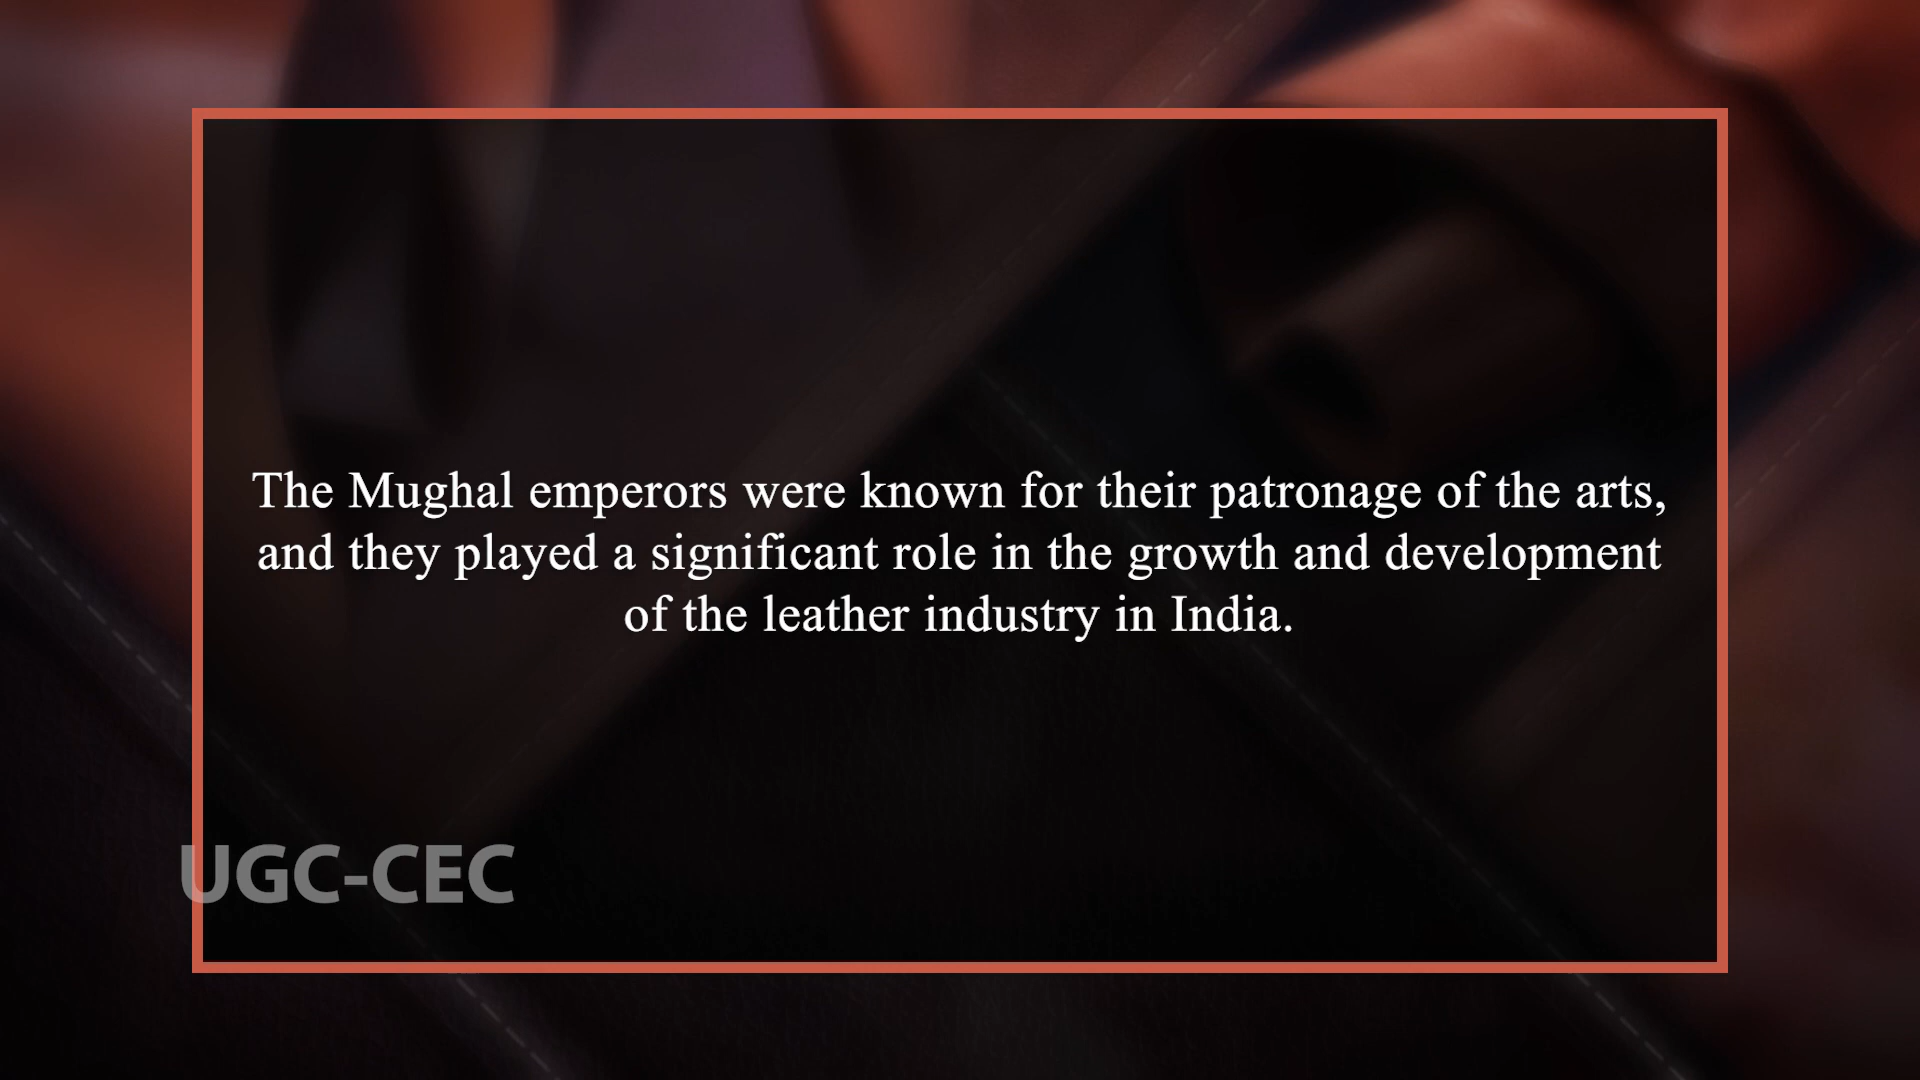 The Mughal emperors were known for their patronage of the arts,
and they played a significant role in the growth and development
of the leather industry in India.
UGC-CEC